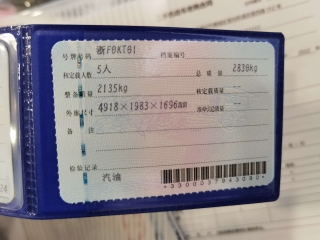 号牌号码 浙F0KT01 档案编号
核定载人数 5人 总质量 2830kg
整备质量 2135kg 核定载质量 --
外廓尺寸 4918×1983×1696mm 准牵引总质量 --
备注
检验记录
汽油